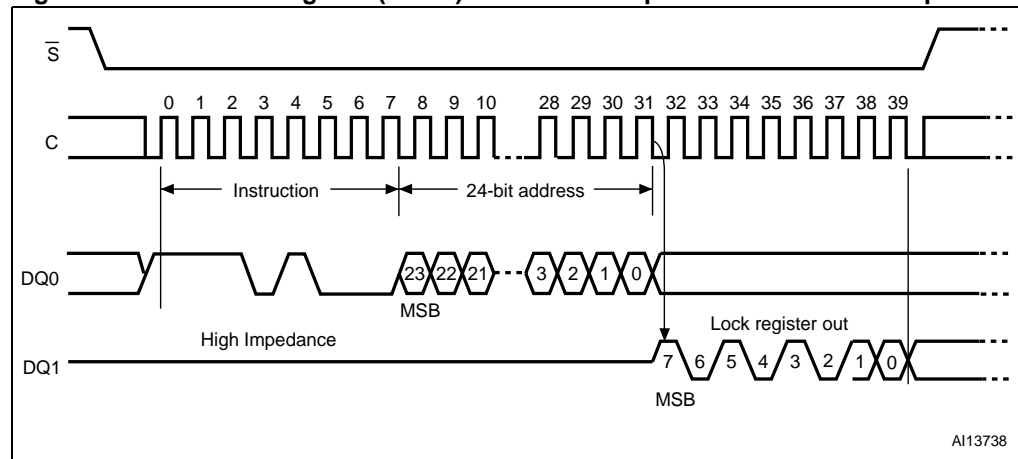 S
0 1 2 3 4 5 6 7 8 9 10 28 29 30 31 32 33 34 35 36 37 38 39
C
Instruction 24-bit address
DQ0 23 22 21 3 2 1 0
MSB
High Impedance Lock register out
DQ1 7 6 5 4 3 2 1 0
MSB
AI13738